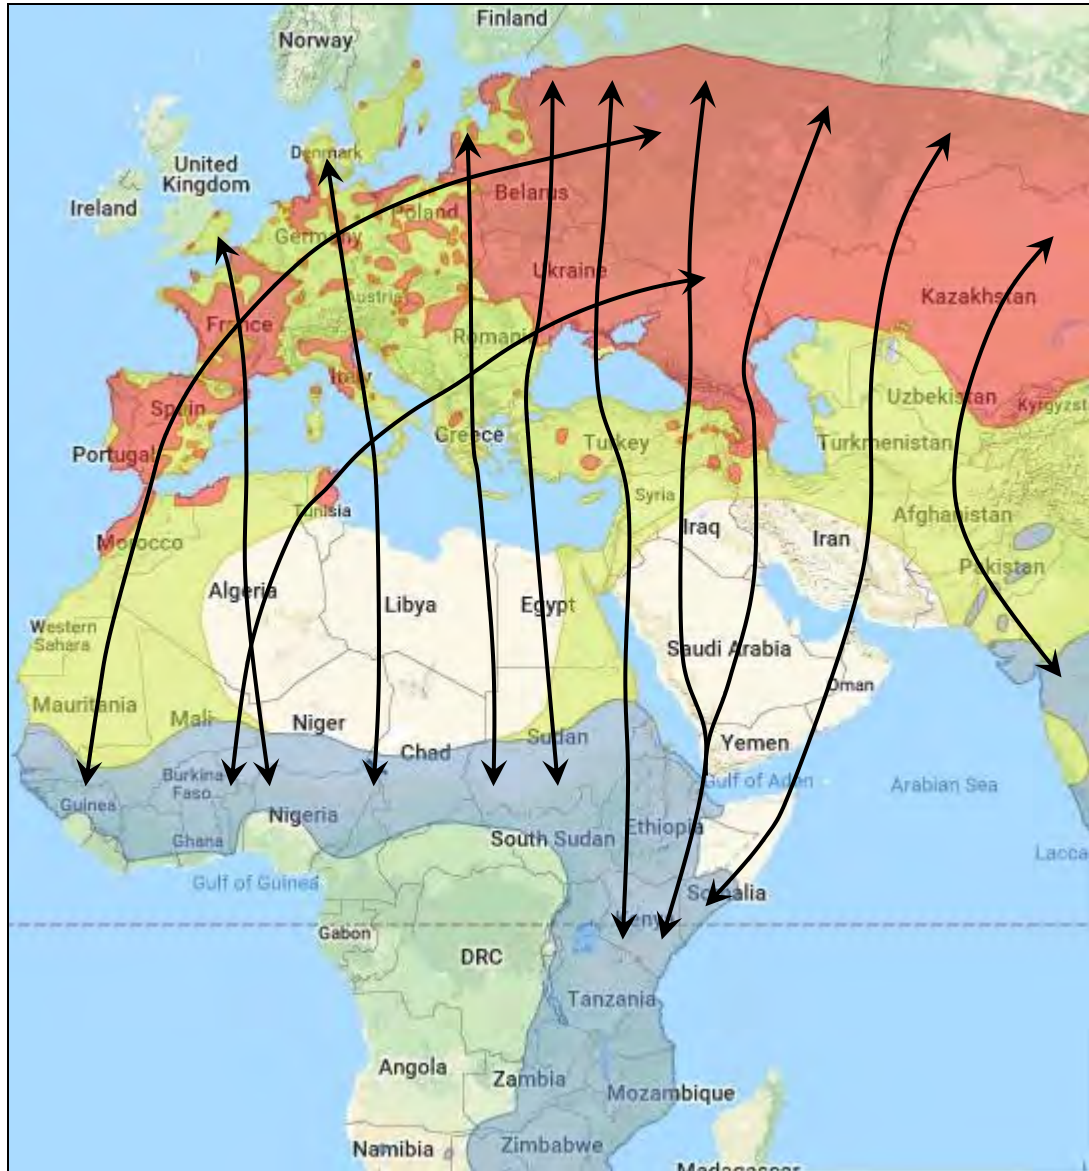 Finland
Norway
Denmark
United
Kingdom
Ireland
Belarus
Poland
Germany
Ukraine
Kazakhstan
Austria
France
Romania
Italy
Uzbekistan
Kyrgyzst
Spain
Greece
Turkey
Turkmenistan
Portugal
Syria
Tunisia
Iraq
Afghanistan
Iran
Morocco
Pakistan
Algeria
Libya
Egypt
Western
Sahara
Saudi Arabia
Oman
Mauritania
Mali
Niger
Chad
Sudan
Yemen
Burkina
Faso
Gulf of Aden
Arabian Sea
Guinea
Nigeria
Ghana
South Sudan
Ethiopia
Lacca
Gulf of Guinea
Somalia
Kenya
Gabon
DRC
Tanzania
Angola
Zambia
Mozambique
Namibia
Zimbabwe
Madagascar